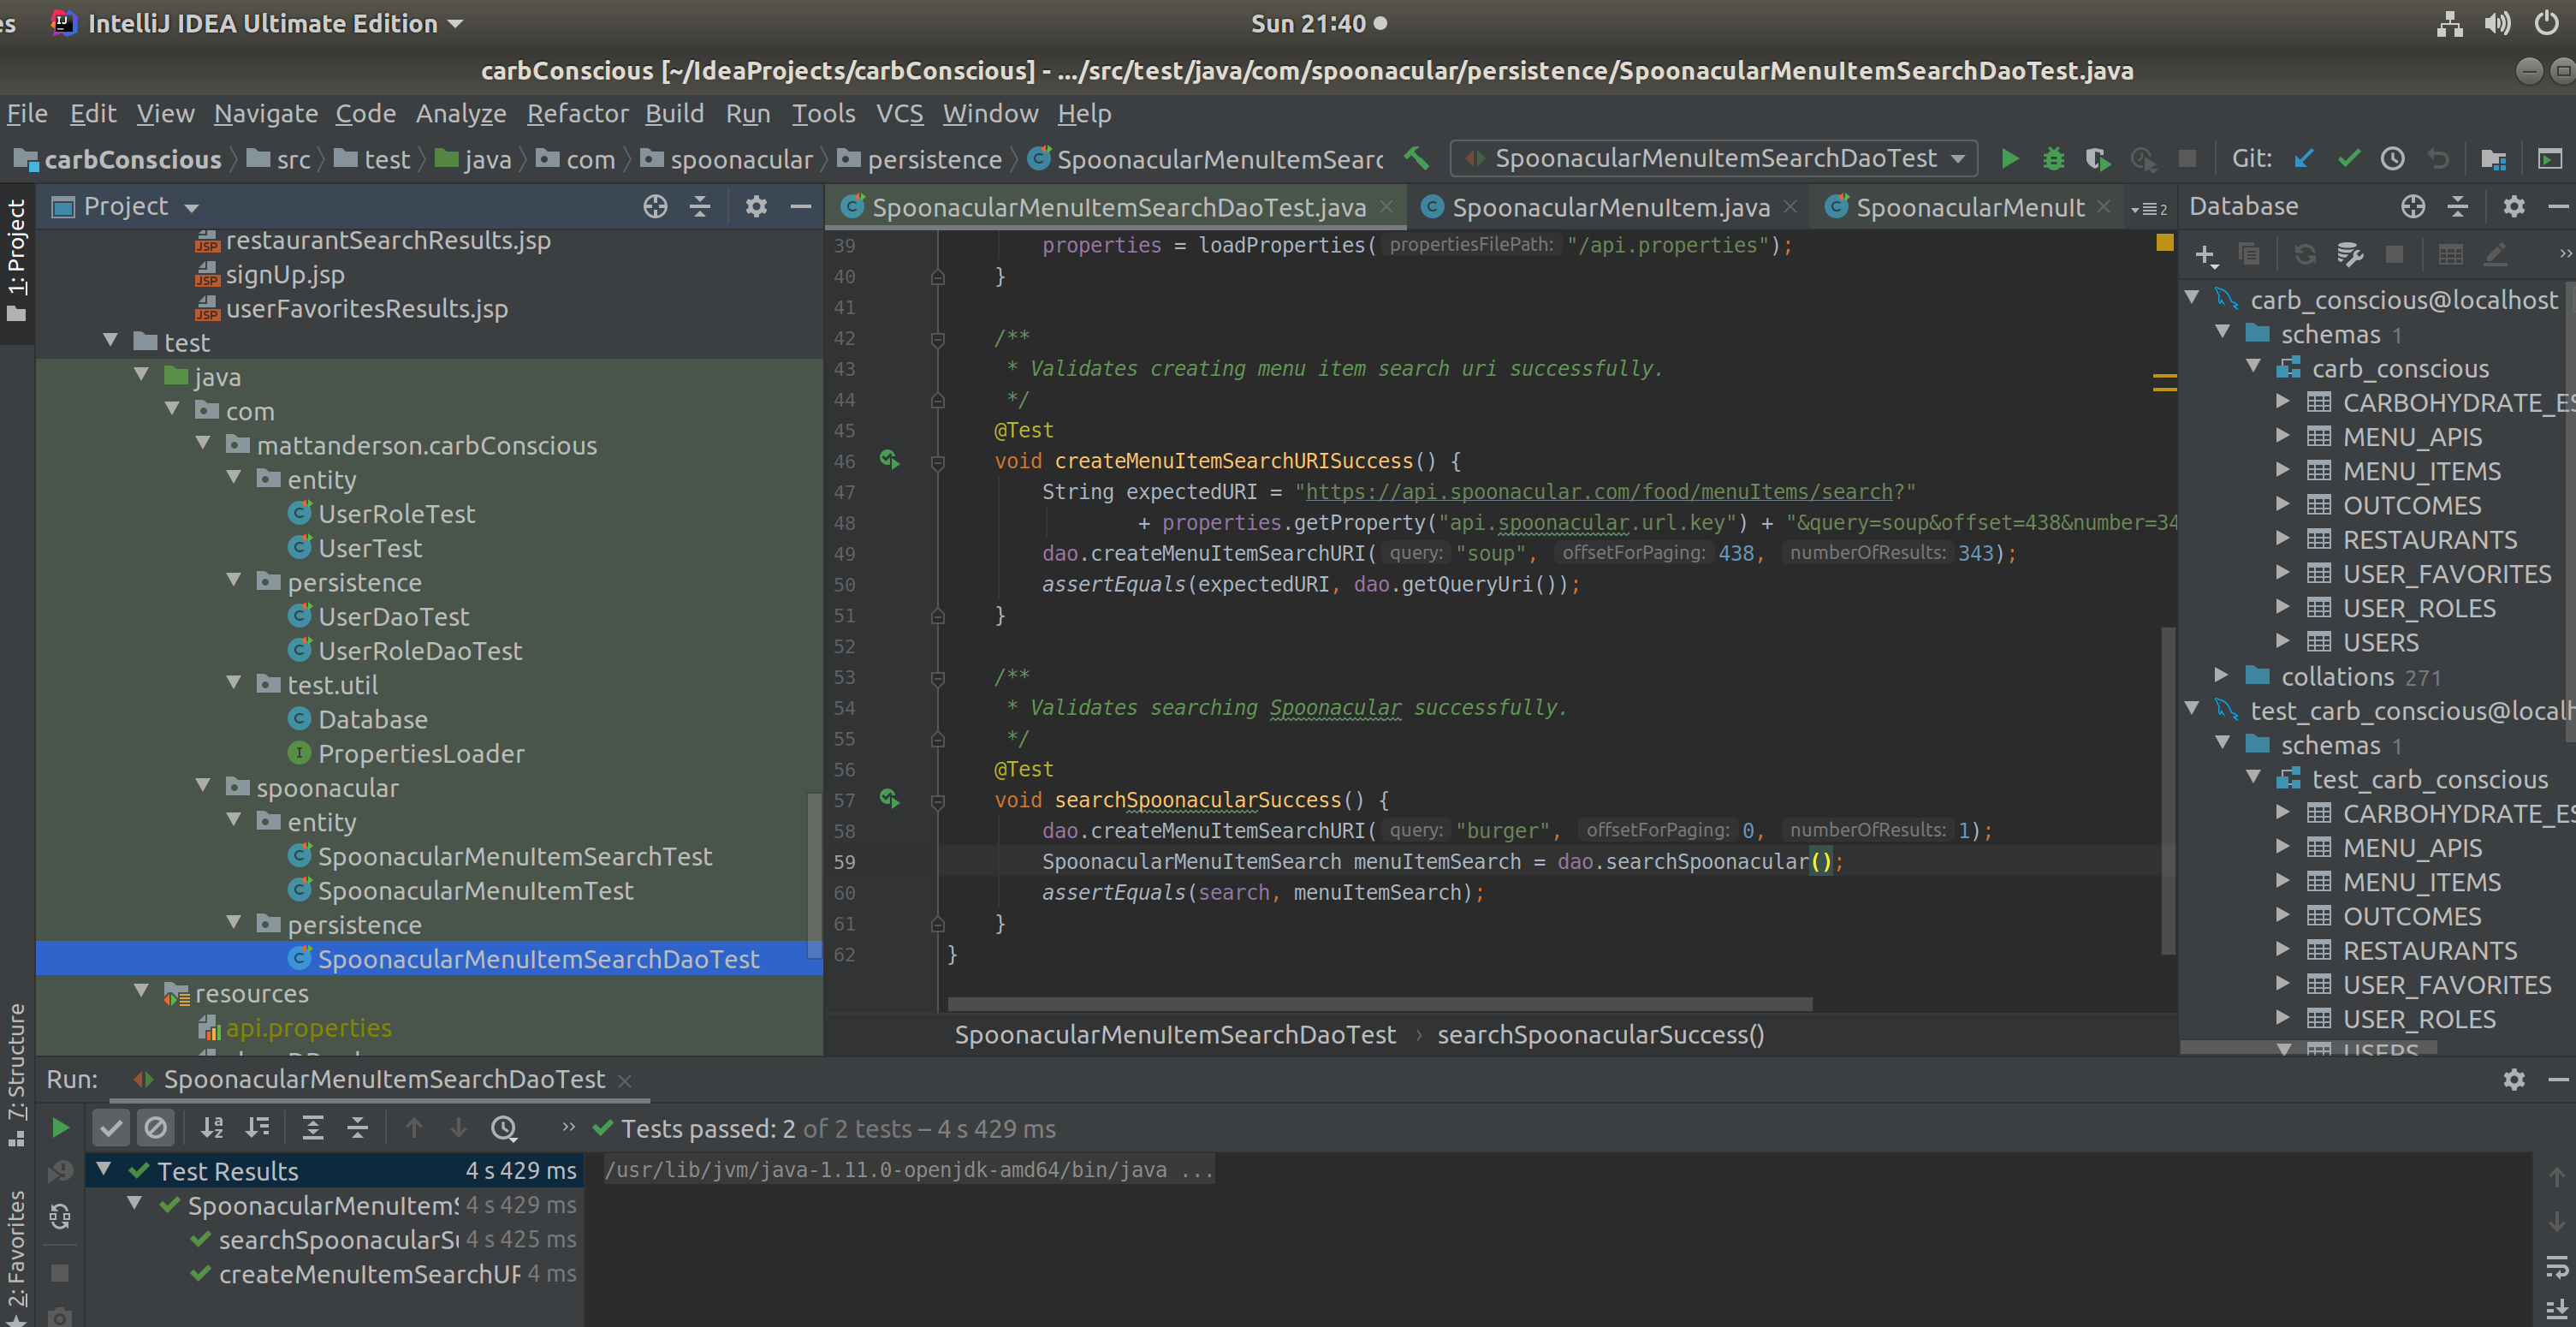 es IntelliJ IDEA Ultimate Edition Sun 21:40
carbConscious [~/IdeaProjects/carbConscious] - .../src/test/java/com/spoonacular/persistence/SpoonacularMenuItemSearchDaoTest.java
File Edit View Navigate Code Analyze Refactor Build Run Tools VCS Window Help
carbConscious src test java com spoonacular persistence SpoonacularMenuItemSearc SpoonacularMenuItemSearchDaoTest Git:
1: Project
7: Structure
2: Favorites
Project
restaurantSearchResults.jsp
signUp.jsp
userFavoritesResults.jsp
test
java
com
mattanderson.carbConscious
entity
UserRoleTest
UserTest
persistence
UserDaoTest
UserRoleDaoTest
test.util
Database
PropertiesLoader
spoonacular
entity
SpoonacularMenuItemSearchTest
SpoonacularMenuItemTest
persistence
SpoonacularMenuItemSearchDaoTest
resources
api.properties
SpoonacularMenuItemSearchDaoTest.java SpoonacularMenuItem.java SpoonacularMenuIt 2
39 properties = loadProperties( propertiesFilePath: "/api.properties");
40 }
41
42 /**
43 * Validates creating menu item search uri successfully.
44 */
45 @Test
46 void createMenuItemSearchURISuccess() {
47 String expectedURI = "https://api.spoonacular.com/food/menuItems/search?"
48 + properties.getProperty("api.spoonacular.url.key") + "&query=soup&offset=438&number=34
49 dao.createMenuItemSearchURI( query: "soup", offsetForPaging: 438, numberOfResults: 343);
50 assertEquals(expectedURI, dao.getQueryUri());
51 }
52
53 /**
54 * Validates searching Spoonacular successfully.
55 */
56 @Test
57 void searchSpoonacularSuccess() {
58 dao.createMenuItemSearchURI( query: "burger", offsetForPaging: 0, numberOfResults: 1);
59 SpoonacularMenuItemSearch menuItemSearch = dao.searchSpoonacular();
60 assertEquals(search, menuItemSearch);
61 }
62 }
SpoonacularMenuItemSearchDaoTest › searchSpoonacularSuccess()
Database
carb_conscious@localhost
schemas 1
carb_conscious
CARBOHYDRATE_ES
MENU_APIS
MENU_ITEMS
OUTCOMES
RESTAURANTS
USER_FAVORITES
USER_ROLES
USERS
collations 271
test_carb_conscious@localh
schemas 1
test_carb_conscious
CARBOHYDRATE_ES
MENU_APIS
MENU_ITEMS
OUTCOMES
RESTAURANTS
USER_FAVORITES
USER_ROLES
USERS
Run: SpoonacularMenuItemSearchDaoTest
Tests passed: 2 of 2 tests – 4 s 429 ms
Test Results 4 s 429 ms
SpoonacularMenuItemS 4 s 429 ms
searchSpoonacularSu 4 s 425 ms
createMenuItemSearchUR 4 ms
/usr/lib/jvm/java-1.11.0-openjdk-amd64/bin/java ...